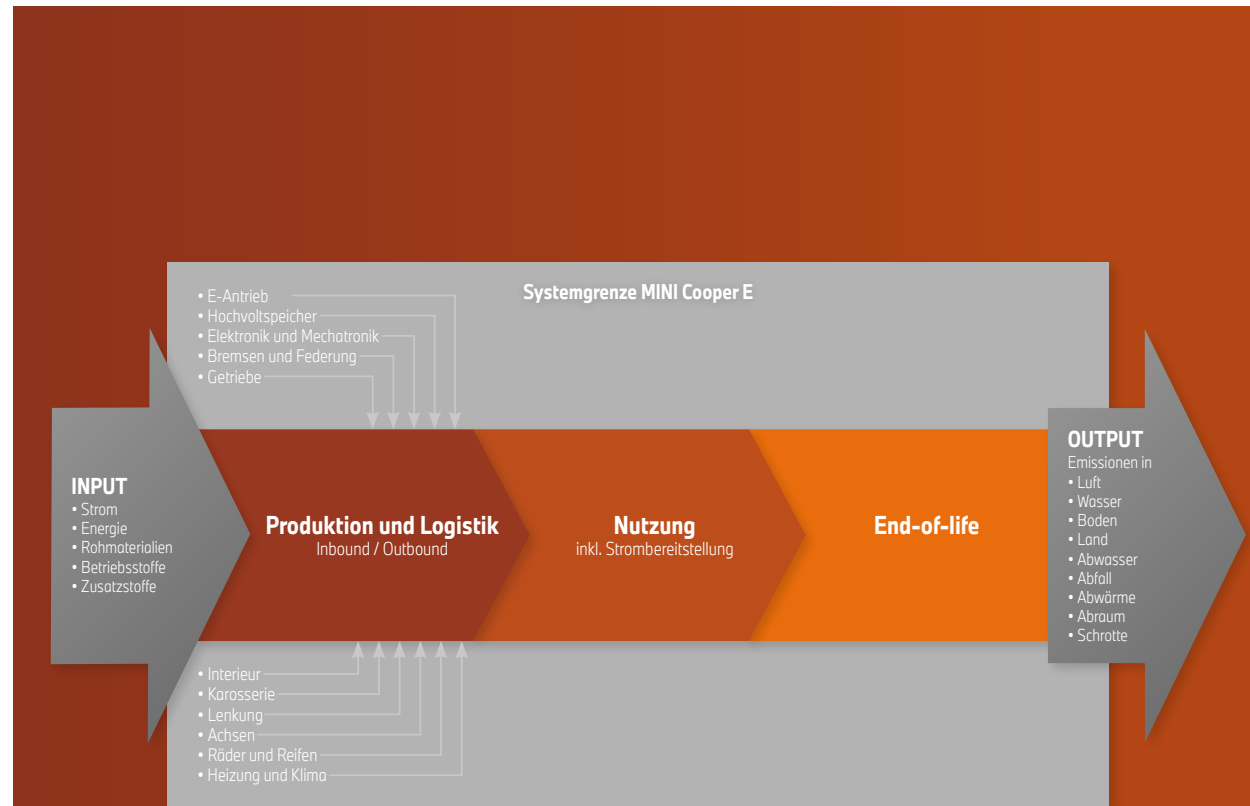 Systemgrenze MINI Cooper E
• E-Antrieb
• Hochvoltspeicher
• Elektronik und Mechatronik
• Bremsen und Federung
• Getriebe
INPUT
• Strom
• Energie
• Rohmaterialien
• Betriebsstoffe
• Zusatzstoffe
Produktion und Logistik
Inbound / Outbound
Nutzung
inkl. Strombereitstellung
End-of-life
OUTPUT
Emissionen in
• Luft
• Wasser
• Boden
• Land
• Abwasser
• Abfall
• Abwärme
• Abraum
• Schrotte
• Interieur
• Karosserie
• Lenkung
• Achsen
• Räder und Reifen
• Heizung und Klima